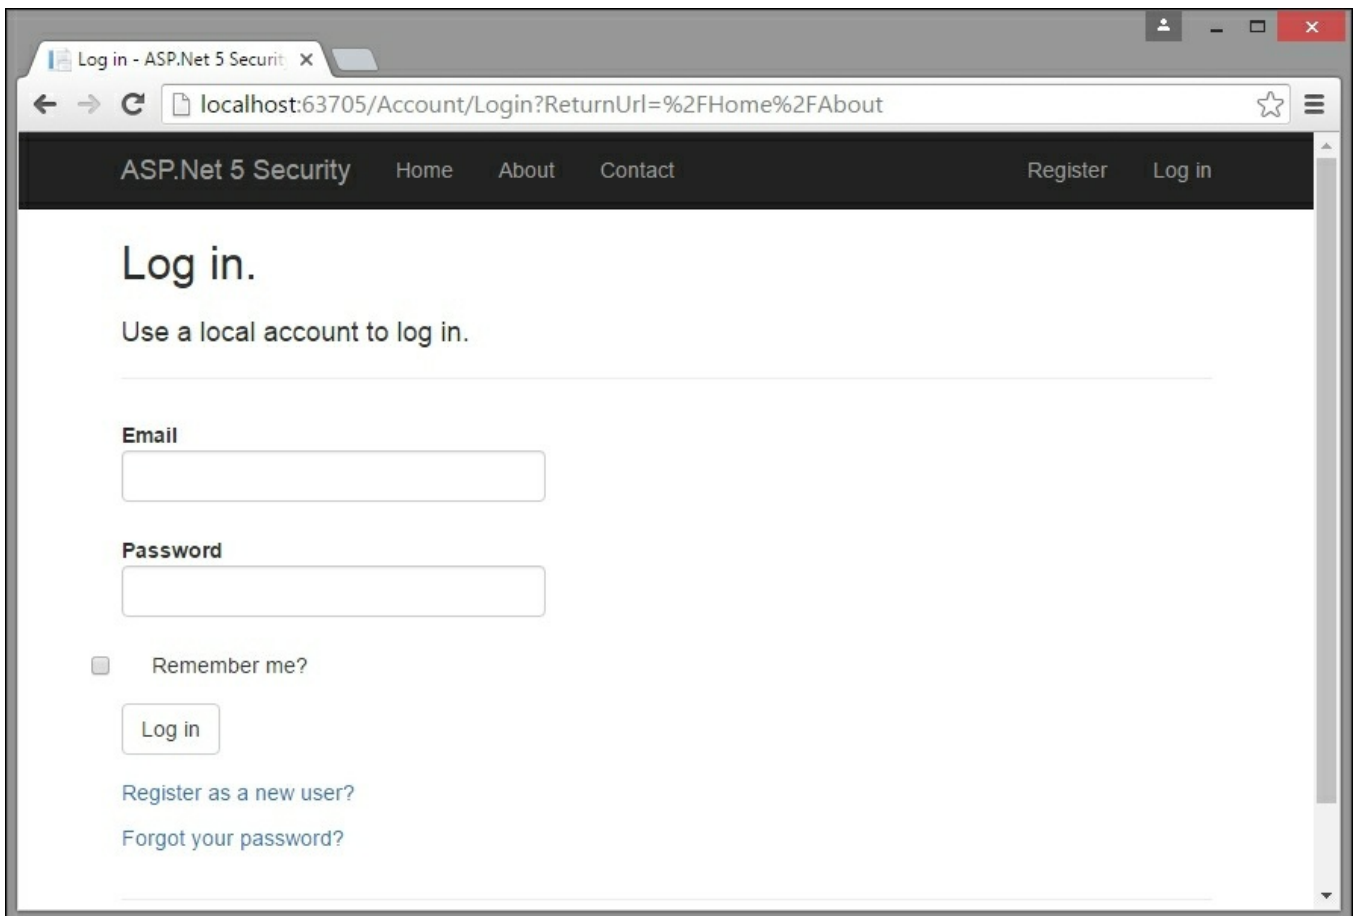 Log in - ASP.Net 5 Securit
localhost:63705/Account/Login?ReturnUrl=%2FHome%2FAbout
ASP.Net 5 Security Home About Contact Register Log in
Log in.
Use a local account to log in.
Email
Password
Remember me?
Log in
Register as a new user?
Forgot your password?